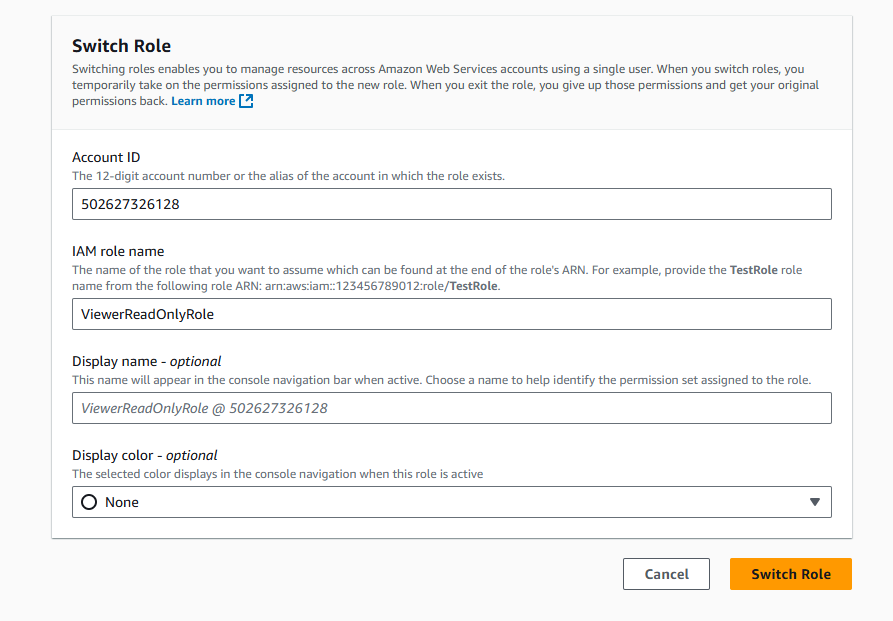 Switch Role
Switching roles enables you to manage resources across Amazon Web Services accounts using a single user. When you switch roles, you
temporarily take on the permissions assigned to the new role. When you exit the role, you give up those permissions and get your original
permissions back. Learn more
Account ID
The 12-digit account number or the alias of the account in which the role exists.
502627326128
IAM role name
The name of the role that you want to assume which can be found at the end of the role's ARN. For example, provide the TestRole role
name from the following role ARN: arn:aws:iam::123456789012:role/TestRole.
ViewerReadOnlyRole
Display name - optional
This name will appear in the console navigation bar when active. Choose a name to help identify the permission set assigned to the role.
ViewerReadOnlyRole @ 502627326128
Display color - optional
The selected color displays in the console navigation when this role is active
None
Cancel
Switch Role